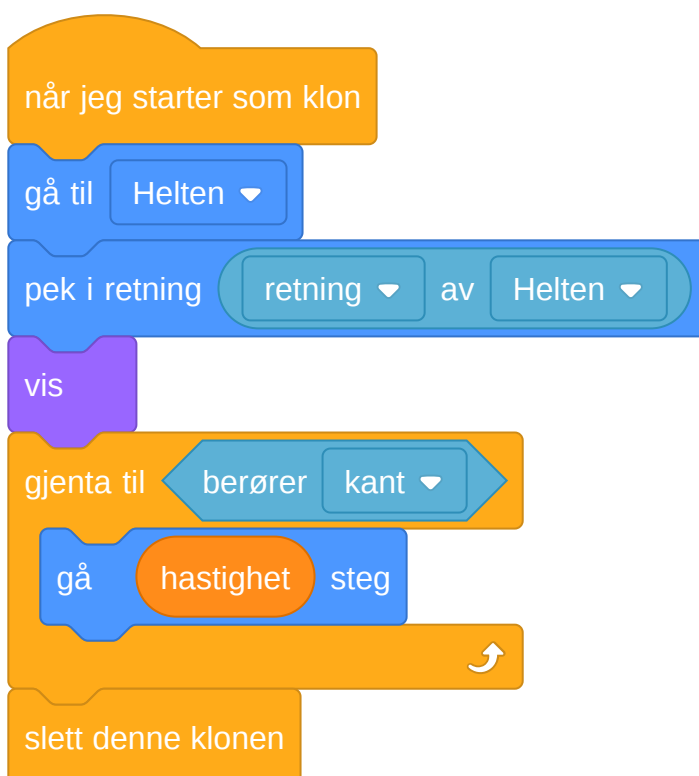 når jeg starter som klon
gå til Helten
pek i retning retning av Helten
vis
gjenta til berører kant
gå hastighet steg
slett denne klonen